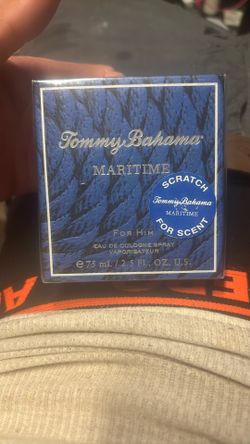 Tommy Bahama
MARITIME
SCRATCH
Tommy Bahama
MARITIME
FOR SCENT
FOR HIM
EAU DE COLOGNE SPRAY
VAPORISATEUR
℮ 75 mL / 2.5 FL. OZ. U.S.